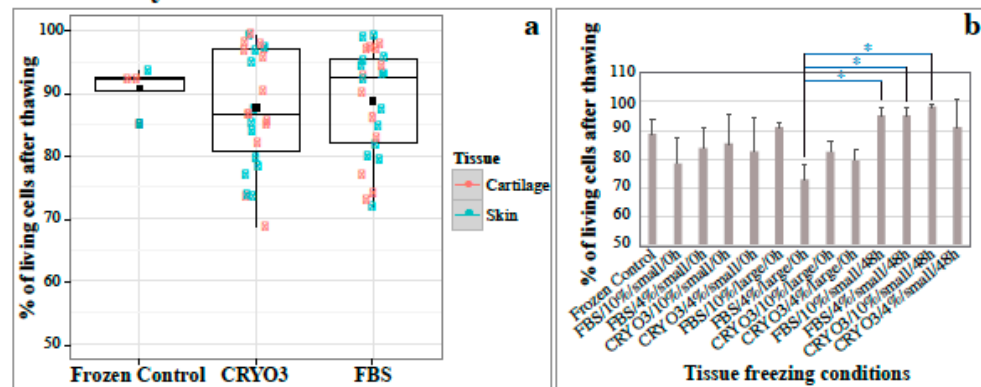 a
% of living cells after thawing
100
90
80
70
60
50
Frozen Control
CRYO3
FBS
Tissue
Cartilage
Skin
b
% of living cells after thawing
110
100
90
80
70
60
50
*
*
*
Frozen Control
FBS/10%/small/0h
FBS/4%/small/0h
CRYO3/10%/small/0h
CRYO3/4%/small/0h
FBS/10%/large/0h
FBS/4%/large/0h
CRYO3/10%/large/0h
CRYO3/4%/large/0h
FBS/10%/small/48h
FBS/4%/small/48h
CRYO3/10%/small/48h
CRYO3/4%/small/48h
Tissue freezing conditions